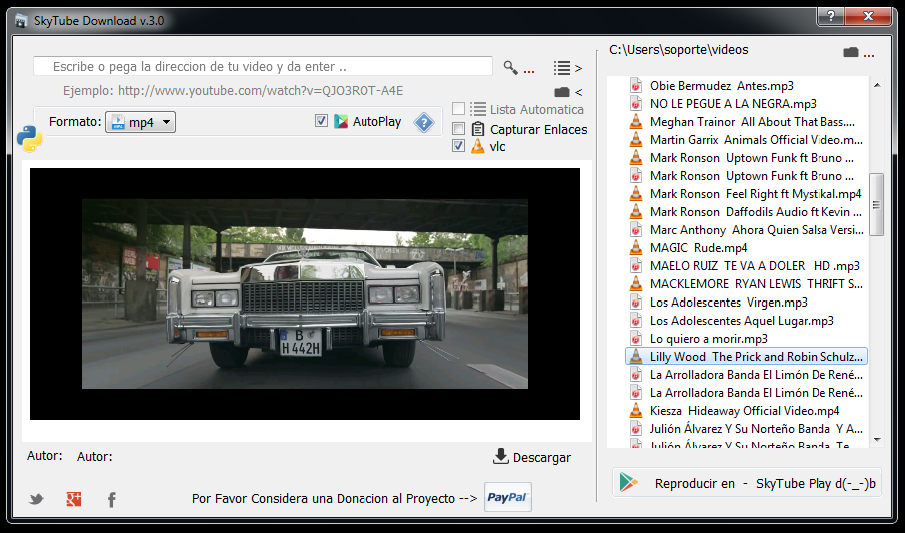 SkyTube Download v.3.0
Escribe o pega la direccion de tu video y da enter ..
...
>
Ejemplo: http://www.youtube.com/watch?v=QJO3R0T-A4E
<
Formato:
mp4
AutoPlay
?
Lista Automatica
Capturar Enlaces
vlc
B
H 442H
Autor:
Autor:
Descargar
Por Favor Considera una Donacion al Proyecto -->
PayPal
C:\Users\soporte\videos
...
Obie Bermudez Antes.mp3
NO LE PEGUE A LA NEGRA.mp3
Meghan Trainor All About That Bass....
Martin Garrix Animals Official Video.m...
Mark Ronson Uptown Funk ft Bruno ...
Mark Ronson Uptown Funk ft Bruno ...
Mark Ronson Feel Right ft Mystikal.mp4
Mark Ronson Daffodils Audio ft Kevin ...
Marc Anthony Ahora Quien Salsa Versi...
MAGIC Rude.mp4
MAELO RUIZ TE VA A DOLER HD .mp3
MACKLEMORE RYAN LEWIS THRIFT S...
Los Adolescentes Virgen.mp3
Los Adolescentes Aquel Lugar.mp3
Lo quiero a morir.mp3
Lilly Wood The Prick and Robin Schulz...
La Arrolladora Banda El Limón De René...
La Arrolladora Banda El Limón De René...
Kiesza Hideaway Official Video.mp4
Julión Álvarez Y Su Norteño Banda Y A...
Julión Álvarez Y Su Norteño Banda Te...
Reproducir en - SkyTube Play d(-_-)b